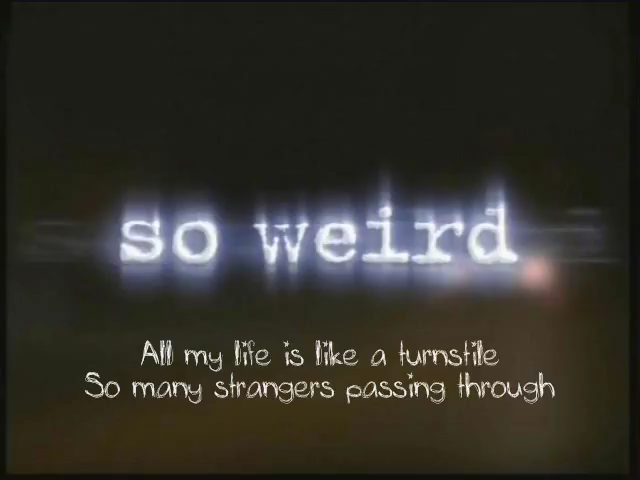 so weird.
All my life is like a turnstile
So many strangers passing through